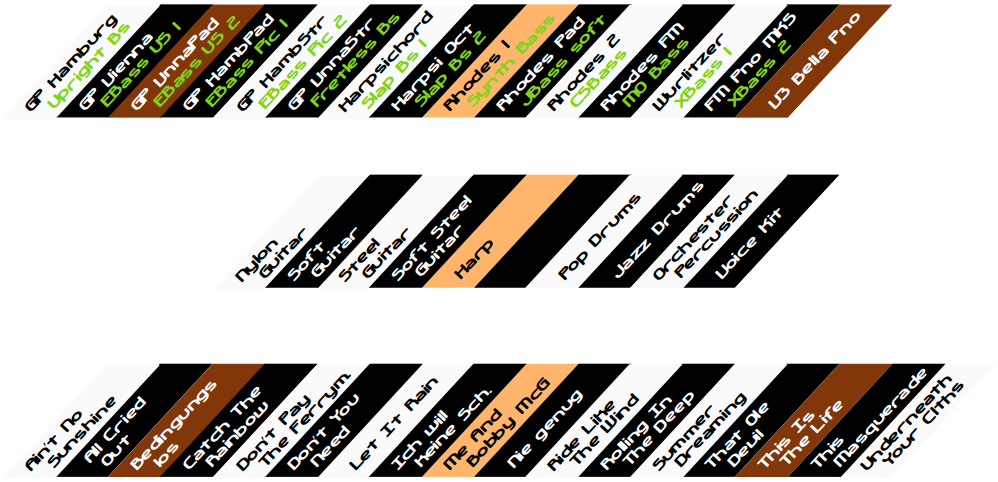 GP Hamburg
Upright Bs
GP Vienna
EBass US 1
GP UnnaPad
EBass US 2
GP HambPad
EBass Pic 1
GP HambStr
EBass Pic 2
GP UnnaStr
Fretless Bs
Harpsichord
Slap Bs 1
Harpsi Oct
Slap Bs 2
Rhodes 1
Synth Bass
Rhodes Pad
JBass soft
Rhodes 2
CSBass
Rhodes FM
MO Bass
Wurlitzer
XBass 1
FM Pno MKS
XBass 2
U3 Bella Pno
Nylon
Guitar
Soft
Guitar
Steel
Guitar
Soft Steel
Guitar
Harp
Pop Drums
Jazz Drums
Orchester
Percussion
Voice Kit
Ain't No
Sunshine
All Cried
Out
Bedingungs
los
Catch The
Rainbow
Don't Pay
The Ferrym.
Don't You
Need
Let It Rain
Ich will
keine Sch.
Me And
Bobby McG
Nie genug
Ride Like
The Wind
Rolling In
The Deep
Summer
Dreaming
That Ole
Devil
This Is
The Life
This
Masquerade
Underneath
Your Clths